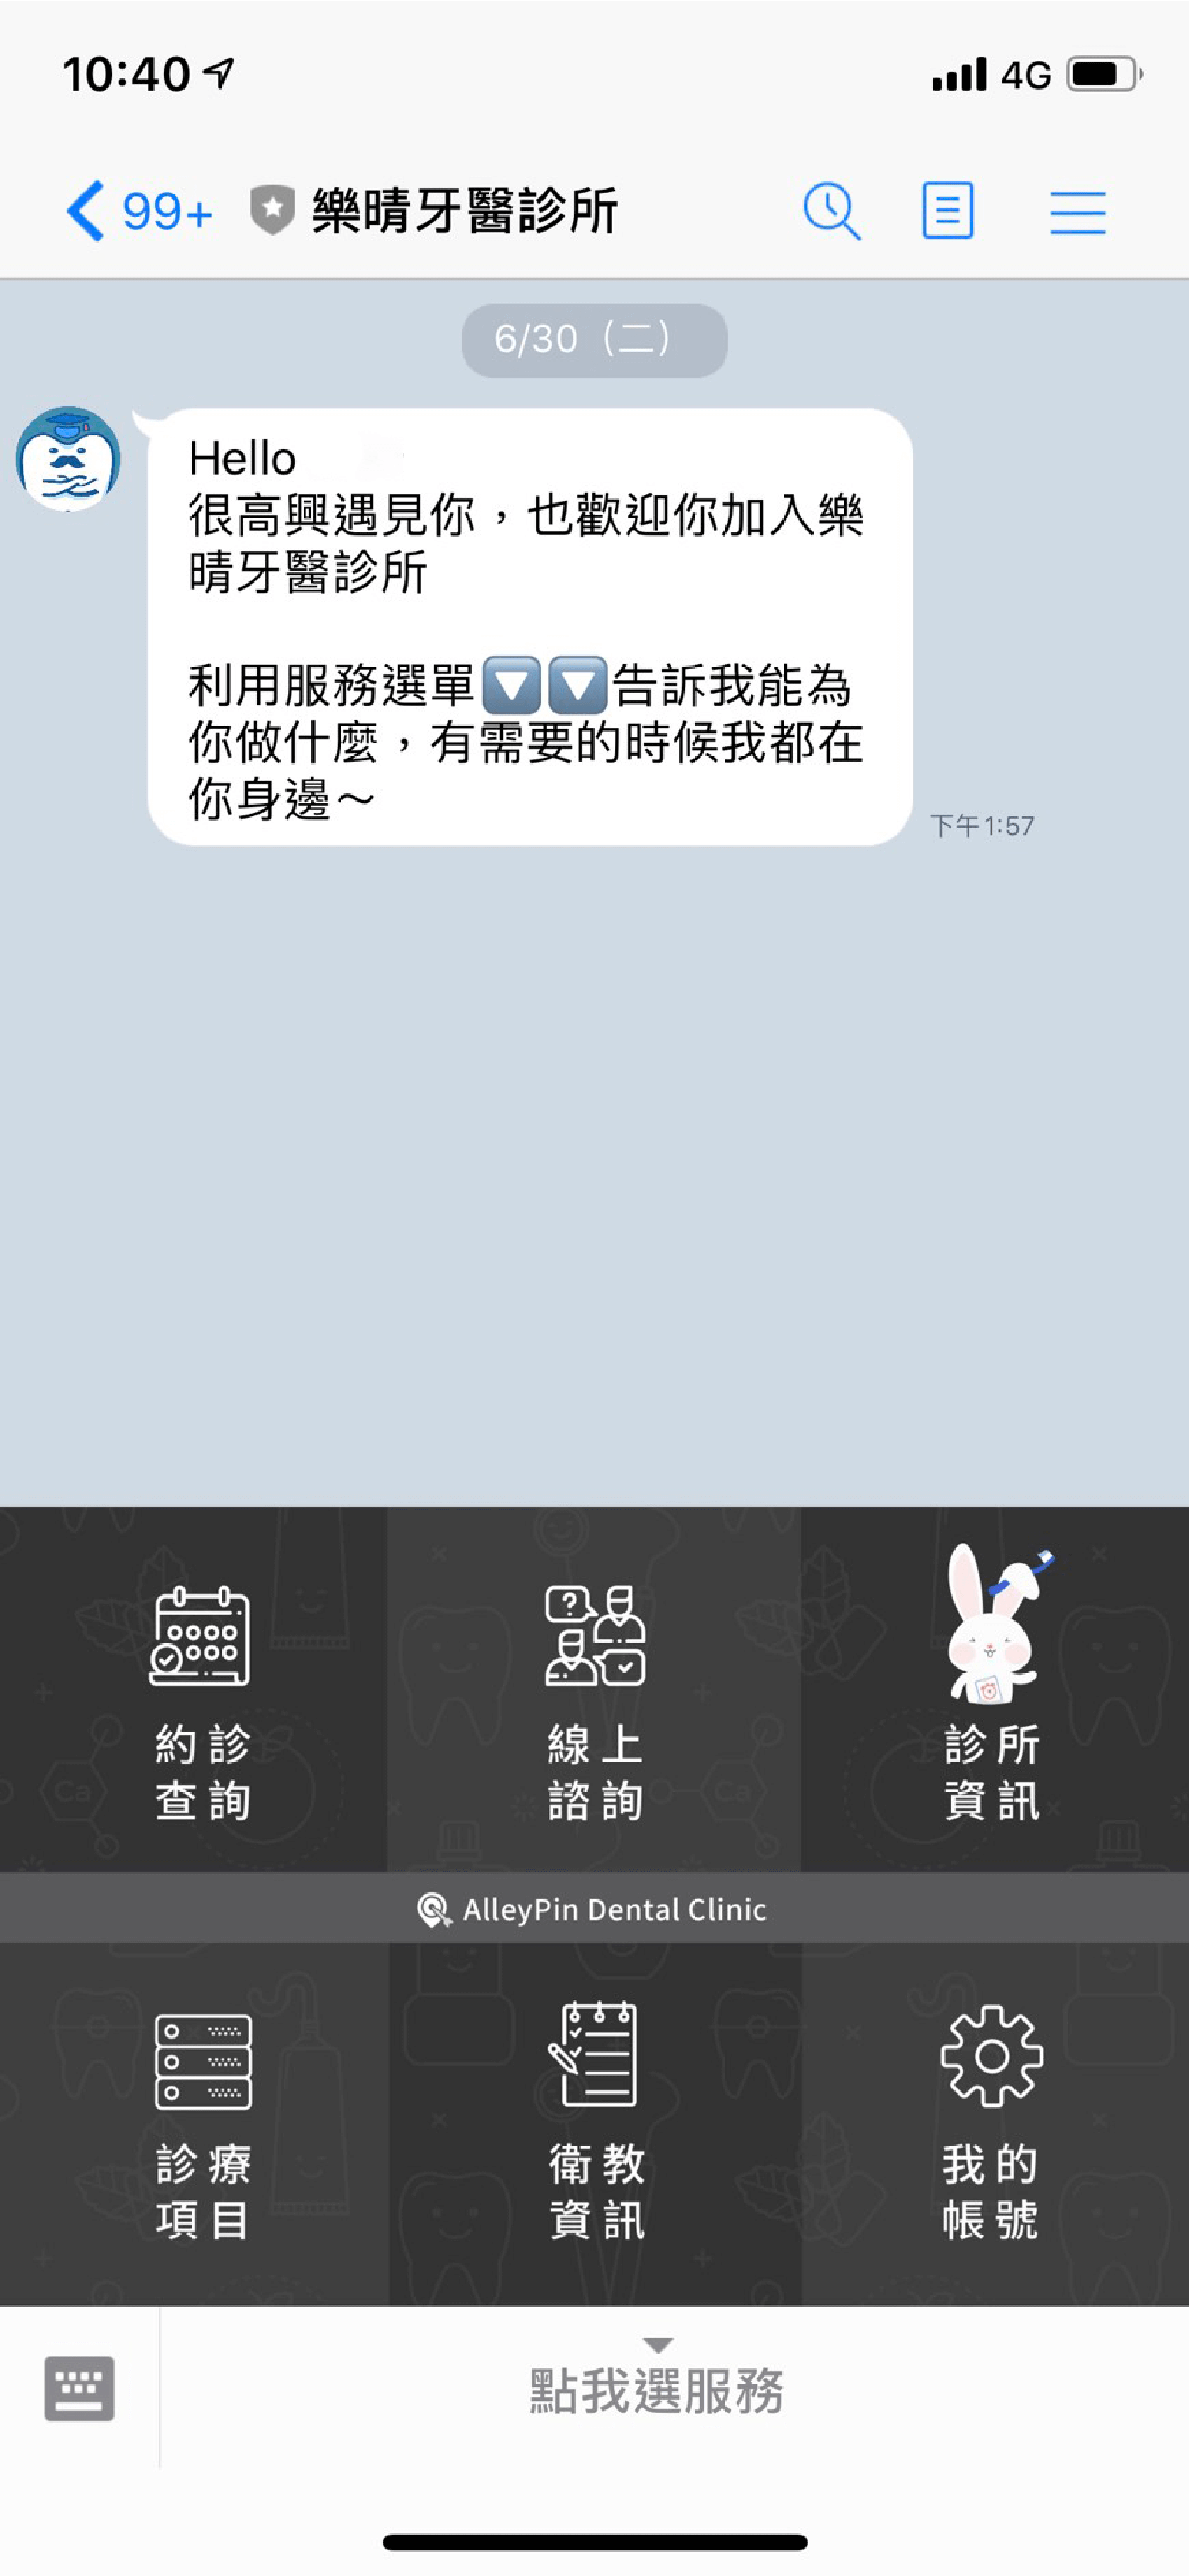 10:40
4G
99+ 樂晴牙醫診所
6/30（二）
Hello
很高興遇見你，也歡迎你加入樂
晴牙醫診所
利用服務選單🔽🔽告訴我能為
你做什麼，有需要的時候我都在
你身邊～
下午1:57
約診
查詢
線上
諮詢
診所
資訊
Ca
Ca
AlleyPin Dental Clinic
診療
項目
衛教
資訊
我的
帳號
點我選服務